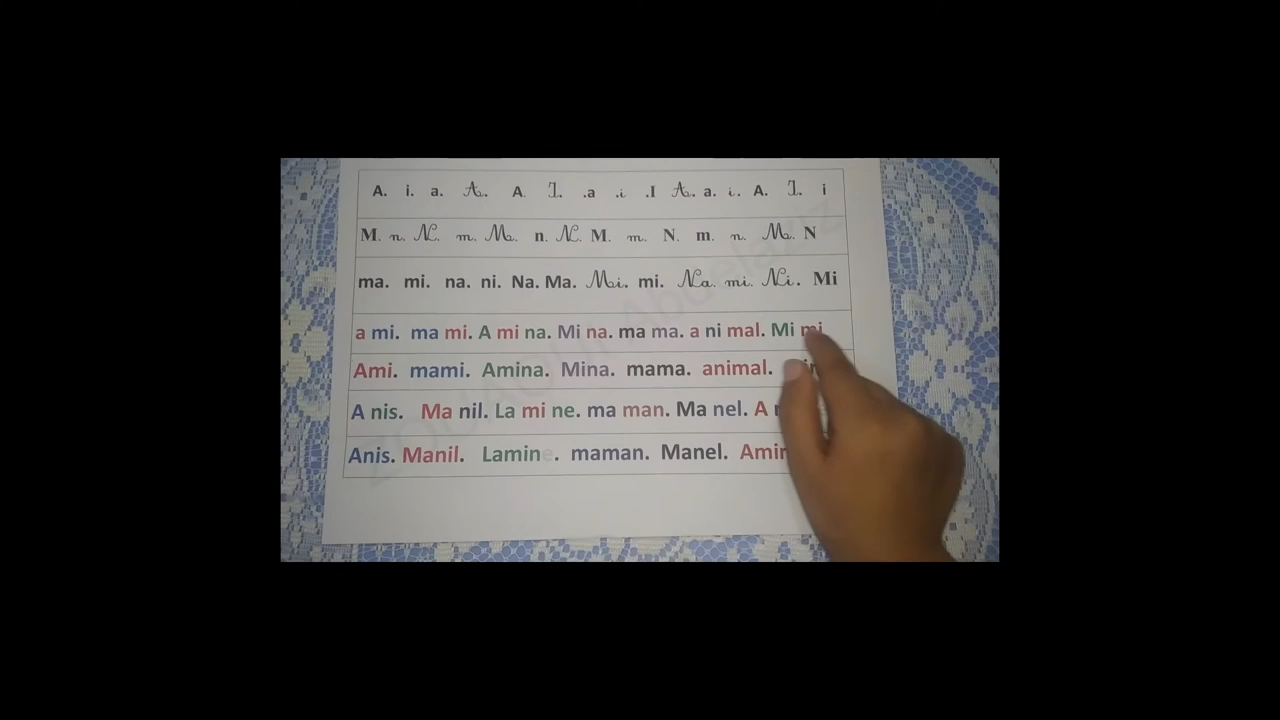 A. i. a. A. A. I. .a .i .I A. a. i. A. I. i
M. n. N. m. M. n. N. M. m. N. m. n. M. N
ma. mi. na. ni. Na. Ma. Mi. mi. Na. mi. Ni. Mi
a mi. ma mi. A mi na. Mi na. ma ma. a ni mal. Mi mi
Ami. mami. Amina. Mina. mama. animal.
A nis. Ma nil. La mi ne. ma man. Ma nel. A
Anis. Manil. Lamine. maman. Manel.